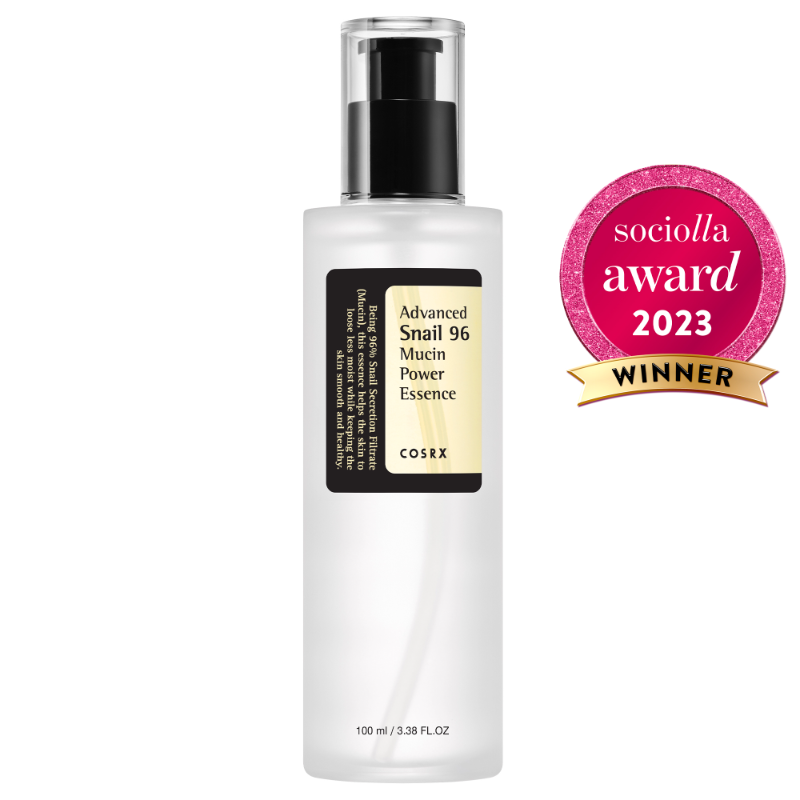 Advanced
Snail 96
Mucin
Power
Essence
COSRX
Being 96% Snail Secretion Filtrate
(Mucin), this essence helps the skin to
loose less moist while keeping the
skin smooth and healthy.
100 ml / 3.38 FL.OZ
sociolla
award
2023
WINNER